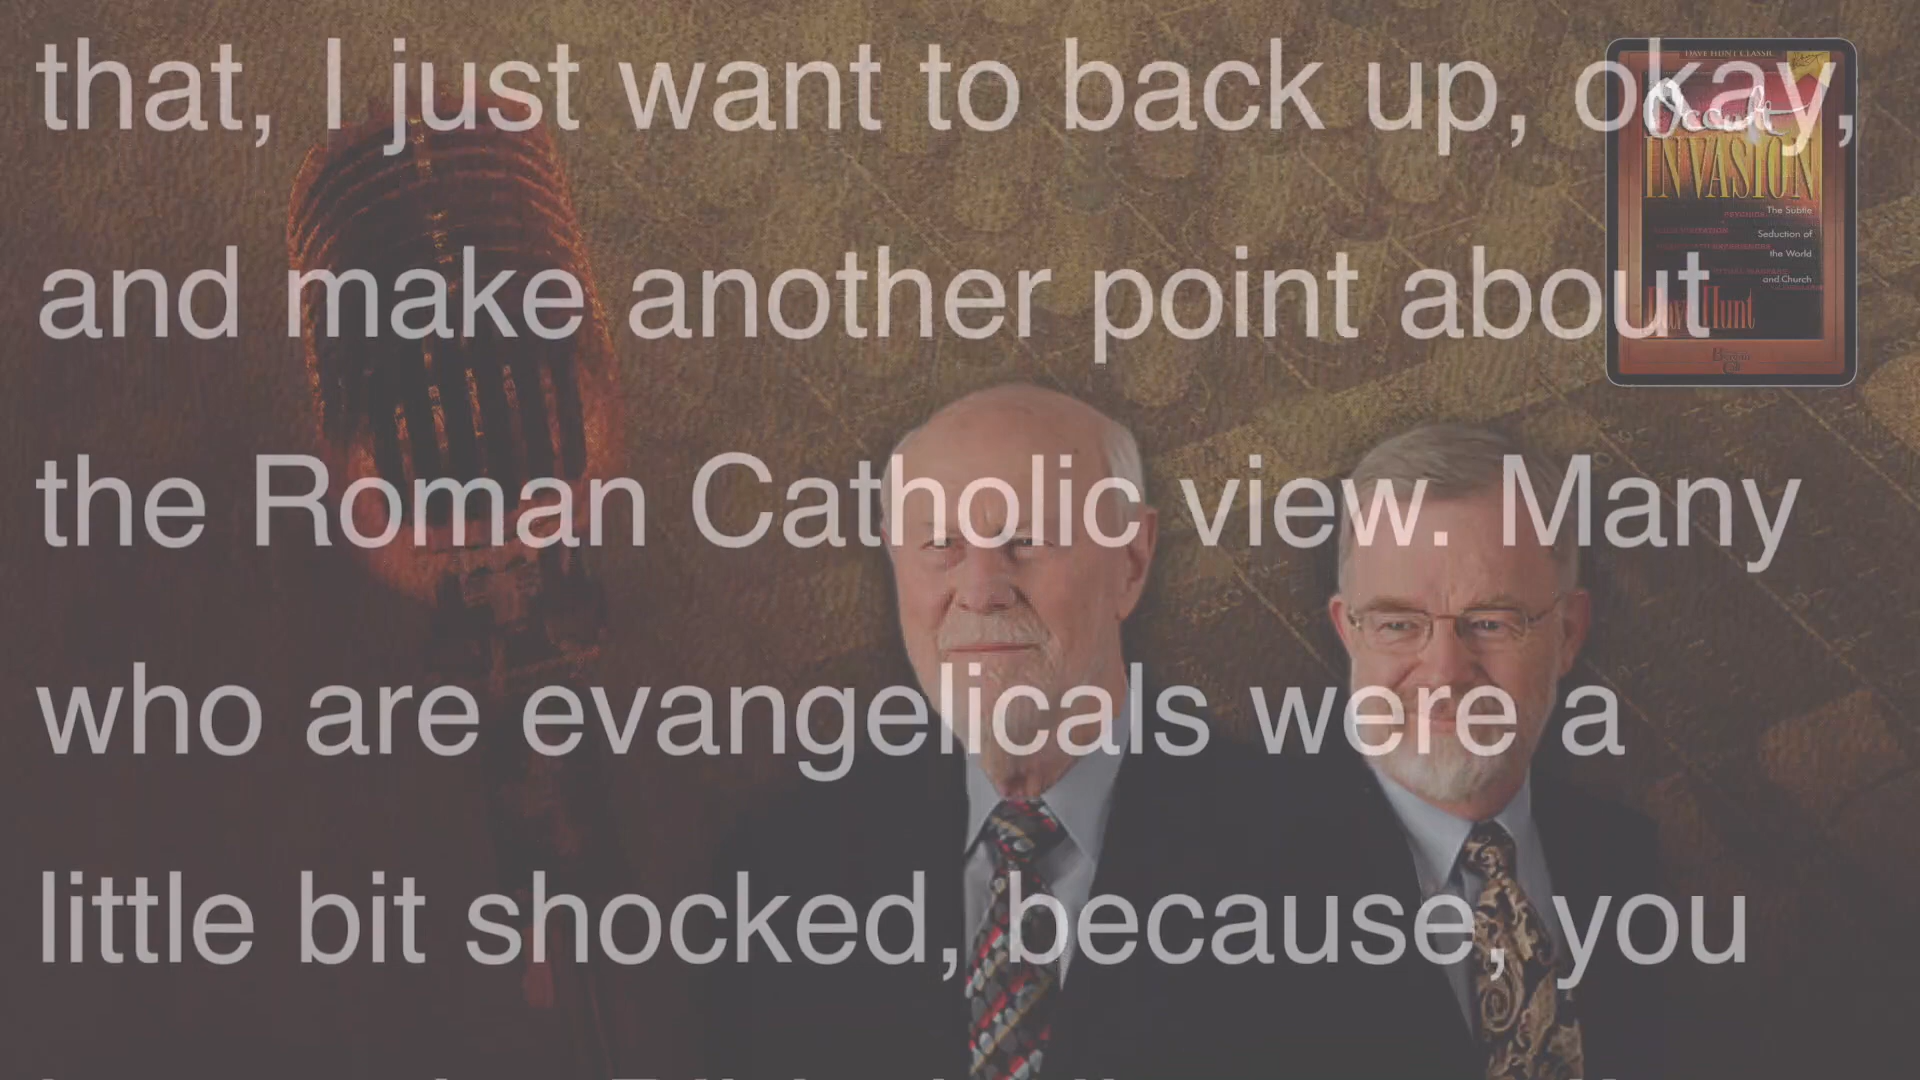 that, I just want to back up, okay,
and make another point about
the Roman Catholic view. Many
who are evangelicals were a
little bit shocked, because, you
DAVE HUNT CLASSIC
Occult
INVASION
The Subtle
Seduction of
the World
and Church
Dave Hunt